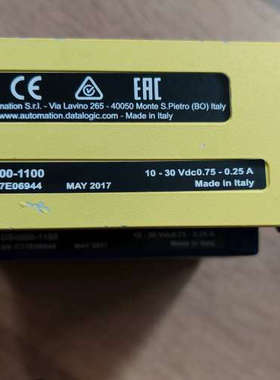 CE EAC
mation S.r.l. - Via Lavino 265 - 40050 Monte S.Pietro (BO) Italy
www.automation.datalogic.com Made in Italy
00-1100 10 - 30 Vdc0.75 - 0.25 A
7E06944 MAY 2017 Made in Italy